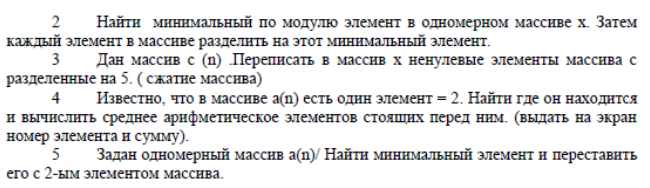 2 Найти минимальный по модулю элемент в одномерном массиве x. Затем
каждый элемент в массиве разделить на этот минимальный элемент.
3 Дан массив с (n) .Переписать в массив x ненулевые элементы массива с
разделенные на 5. ( сжатие массива)
4 Известно, что в массиве a(n) есть один элемент = 2. Найти где он находится
и вычислить среднее арифметическое элементов стоящих перед ним. (выдать на экран
номер элемента и сумму).
5 Задан одномерный массив a(n)/ Найти минимальный элемент и переставить
его с 2-ым элементом массива.